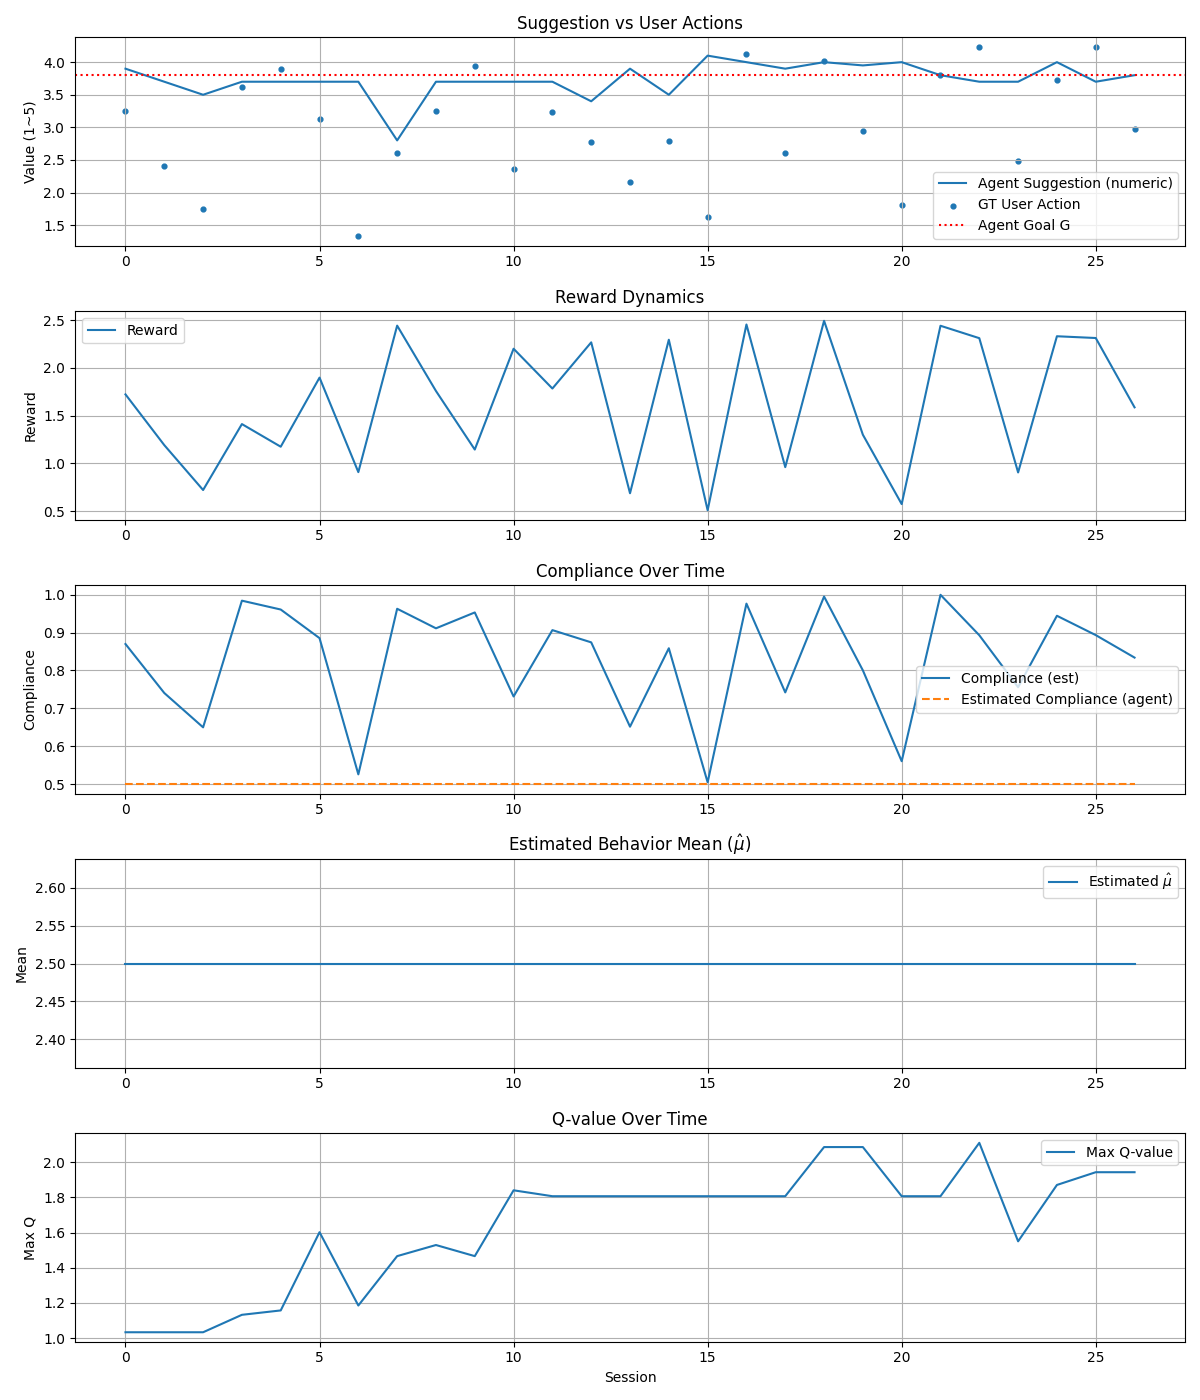 Suggestion vs User Actions
Value (1~5)
4.0
3.5
3.0
2.5
2.0
1.5
Agent Suggestion (numeric)
GT User Action
Agent Goal G
0 5 10 15 20 25
Reward Dynamics
Reward
2.5
2.0
1.5
1.0
0.5
Reward
0 5 10 15 20 25
Compliance Over Time
Compliance
1.0
0.9
0.8
0.7
0.6
0.5
Compliance (est)
Estimated Compliance (agent)
0 5 10 15 20 25
Estimated Behavior Mean (μ̂)
Mean
2.60
2.55
2.50
2.45
2.40
Estimated μ̂
0 5 10 15 20 25
Q-value Over Time
Max Q
2.0
1.8
1.6
1.4
1.2
1.0
Max Q-value
0 5 10 15 20 25
Session